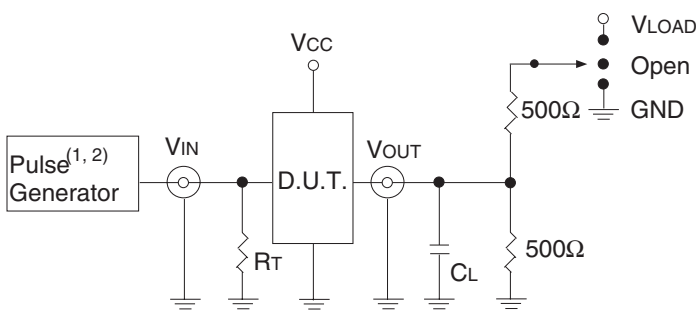 VLOAD
VCC
Open
500Ω
GND
Pulse(1, 2)
Generator
VIN
D.U.T.
VOUT
RT
CL
500Ω